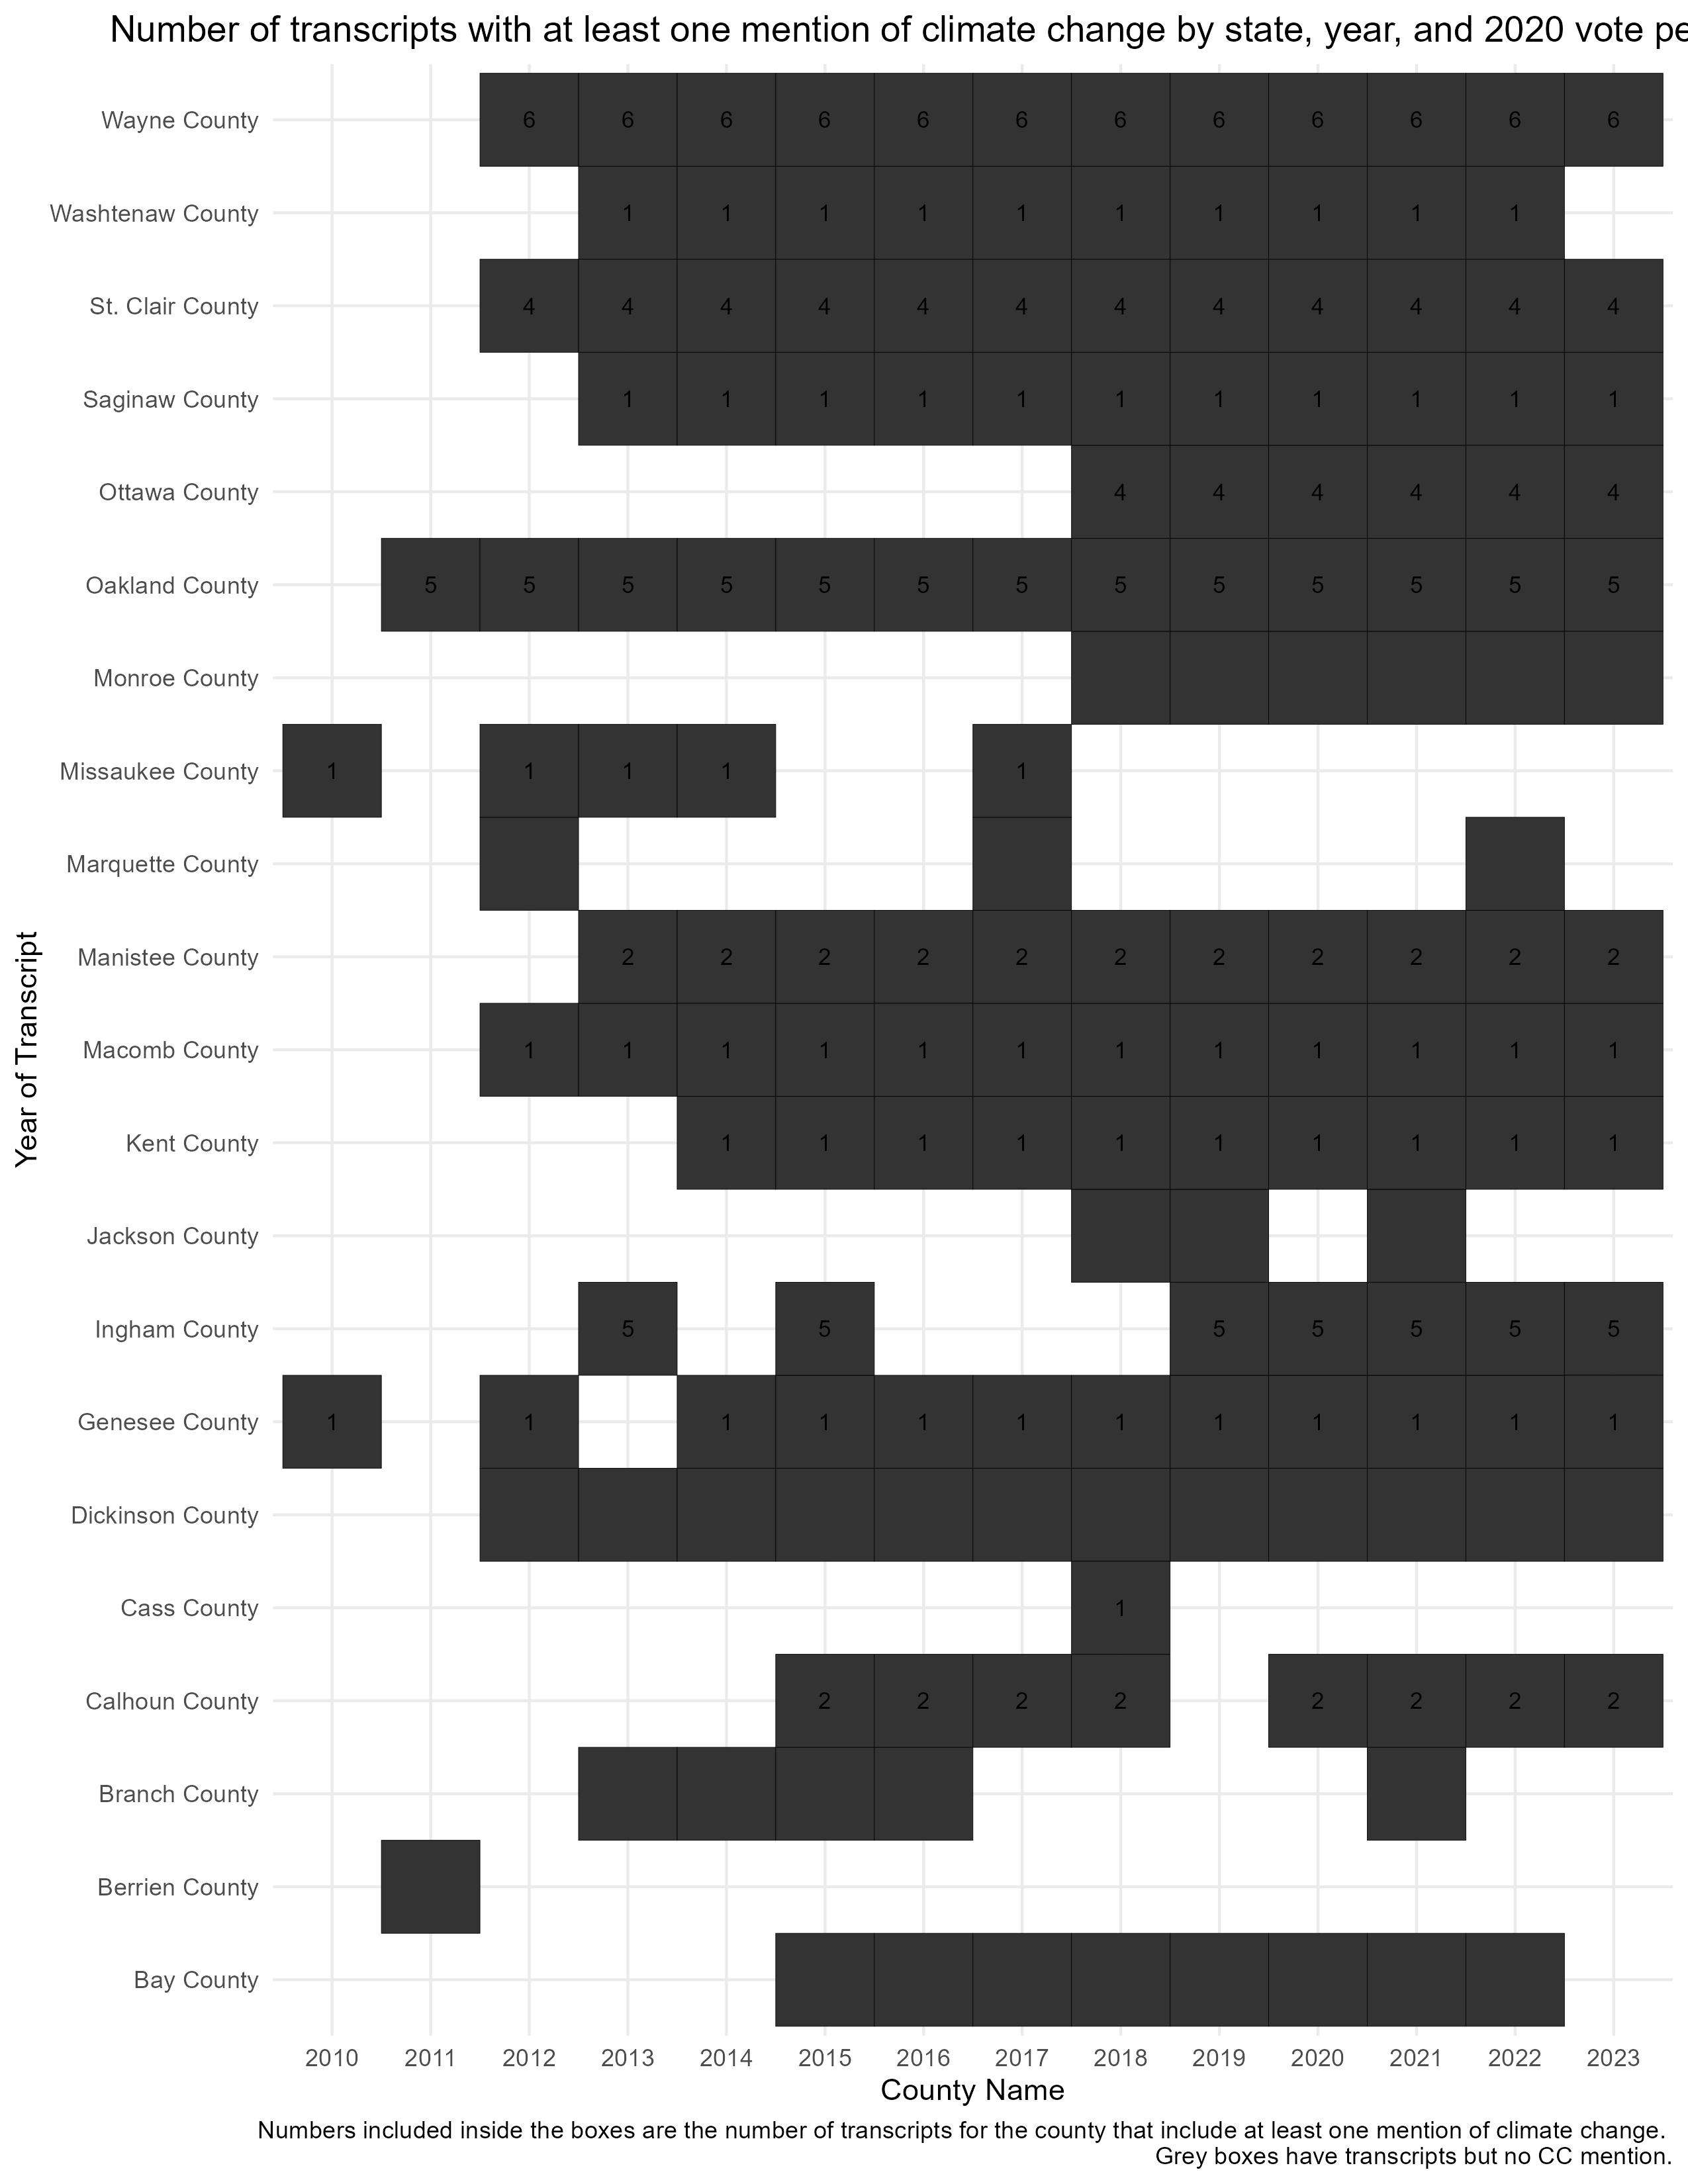 Number of transcripts with at least one mention of climate change by state, year, and 2020 vote pe
Wayne County 6 6 6 6 6 6 6 6 6 6 6 6
Washtenaw County 1 1 1 1 1 1 1 1 1 1
St. Clair County 4 4 4 4 4 4 4 4 4 4 4 4
Saginaw County 1 1 1 1 1 1 1 1 1 1 1
Ottawa County 4 4 4 4 4 4
Oakland County 5 5 5 5 5 5 5 5 5 5 5 5 5
Monroe County
Missaukee County 1 1 1 1 1
Marquette County
Manistee County 2 2 2 2 2 2 2 2 2 2 2
Macomb County 1 1 1 1 1 1 1 1 1 1 1 1
Kent County 1 1 1 1 1 1 1 1 1 1
Jackson County
Ingham County 5 5 5 5 5 5 5
Genesee County 1 1 1 1 1 1 1 1 1 1 1 1
Dickinson County
Cass County 1
Calhoun County 2 2 2 2 2 2 2 2
Branch County
Berrien County
Bay County
Year of Transcript
2010 2011 2012 2013 2014 2015 2016 2017 2018 2019 2020 2021 2022 2023
County Name
Numbers included inside the boxes are the number of transcripts for the county that include at least one mention of climate change.
Grey boxes have transcripts but no CC mention.